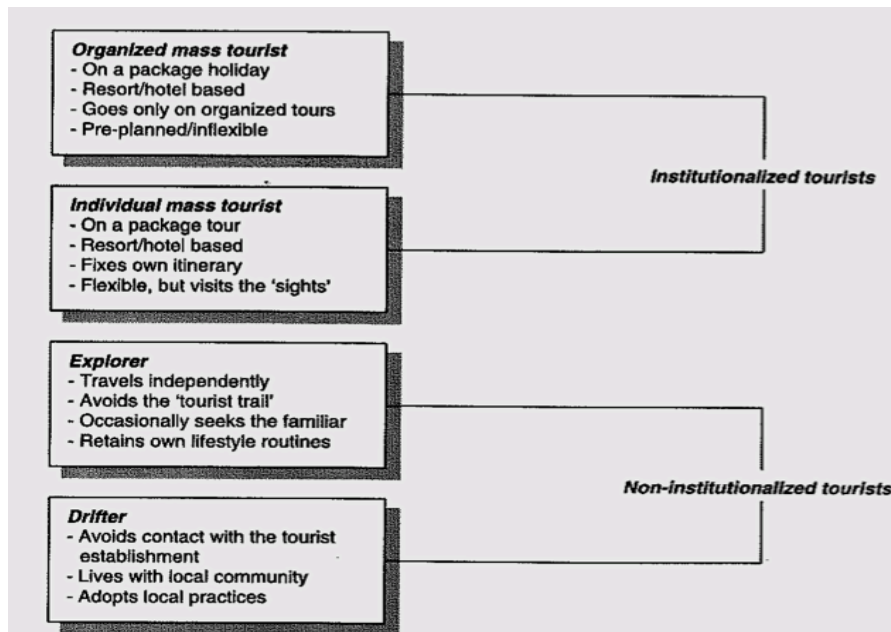 Organized mass tourist
- On a package holiday
- Resort/hotel based
- Goes only on organized tours
- Pre-planned/inflexible
Institutionalized tourists
Individual mass tourist
- On a package tour
- Resort/hotel based
- Fixes own itinerary
- Flexible, but visits the ‘sights’
Explorer
- Travels independently
- Avoids the ‘tourist trail’
- Occasionally seeks the familiar
- Retains own lifestyle routines
Non-institutionalized tourists
Drifter
- Avoids contact with the tourist
establishment
- Lives with local community
- Adopts local practices